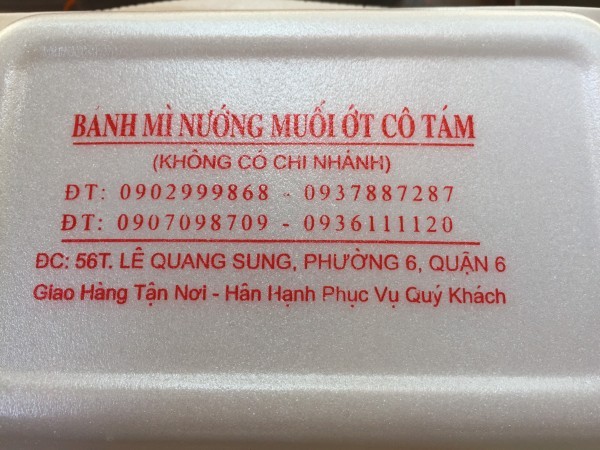 BÁNH MÌ NƯỚNG MUỐI ỚT CÔ TÁM
(KHÔNG CÓ CHI NHÁNH)
ĐT: 0902999868 - 0937887287
ĐT: 0907098709 - 0936111120
ĐC: 56T. LÊ QUANG SUNG, PHƯỜNG 6, QUẬN 6
Giao Hàng Tận Nơi - Hân Hạnh Phục Vụ Quý Khách